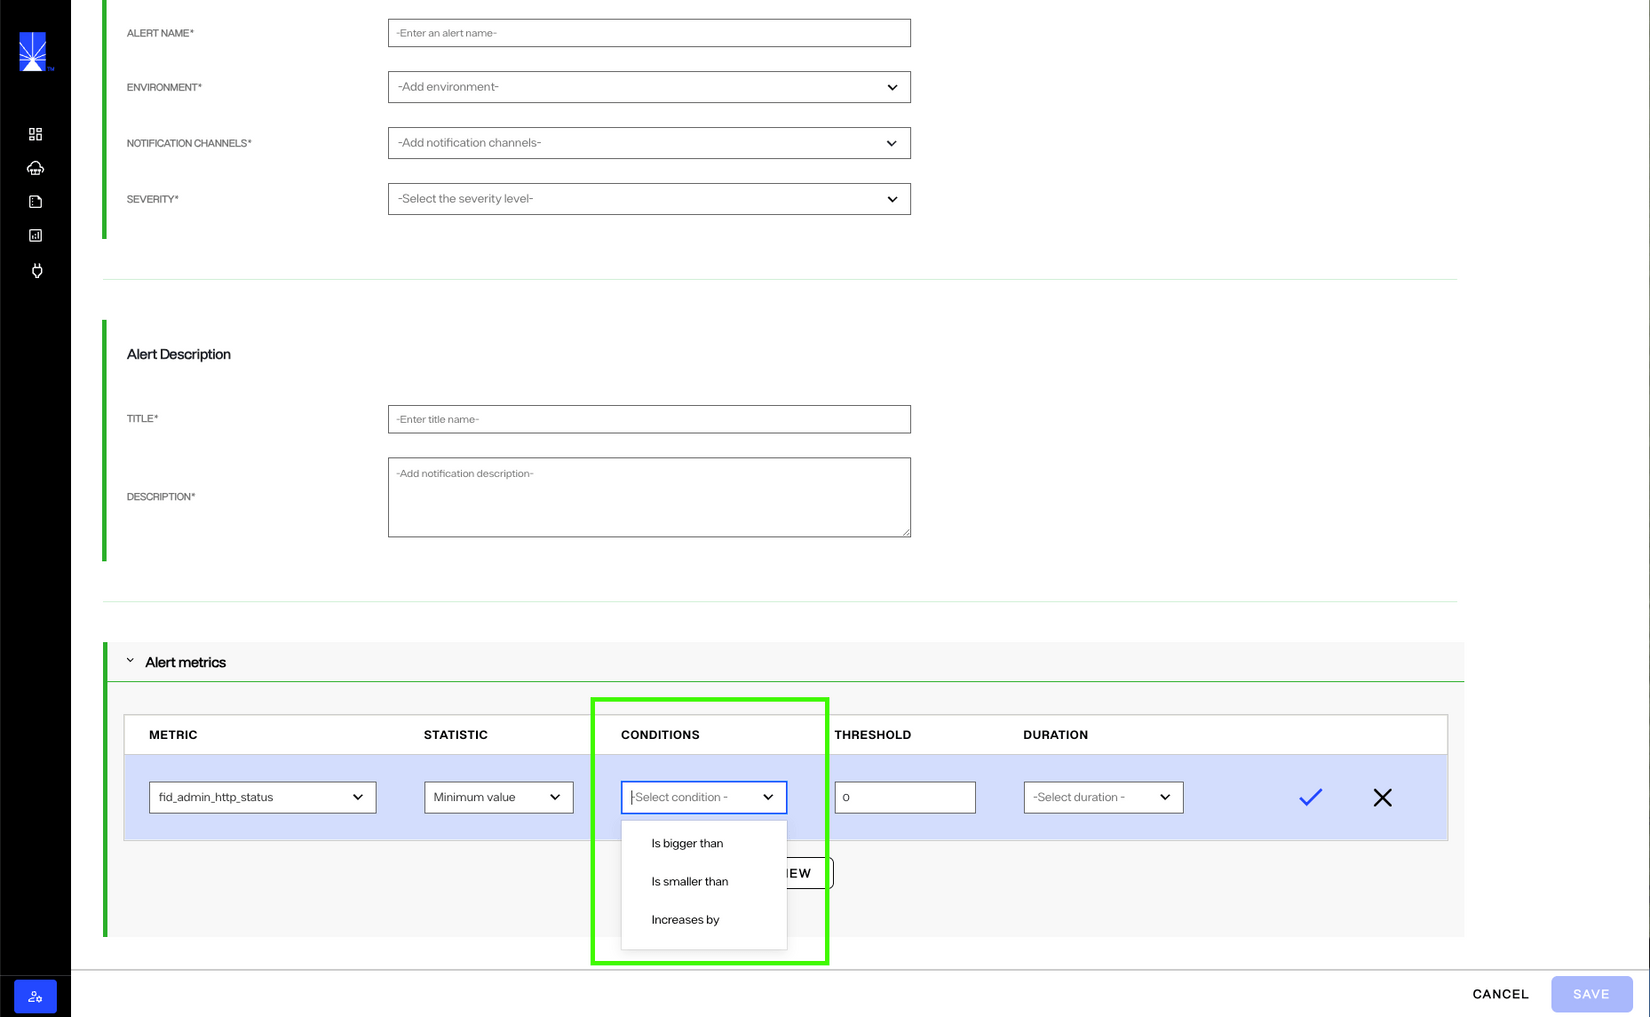 ALERT NAME*
-Enter an alert name-
ENVIRONMENT*
-Add environment-
NOTIFICATION CHANNELS*
-Add notification channels-
SEVERITY*
-Select the severity level-
Alert Description
TITLE*
-Enter title name-
DESCRIPTION*
-Add notification description-
Alert metrics
METRIC STATISTIC CONDITIONS THRESHOLD DURATION
fid_admin_http_status Minimum value -Select condition - 0 -Select duration -
Is bigger than
Is smaller than
Increases by
CANCEL SAVE